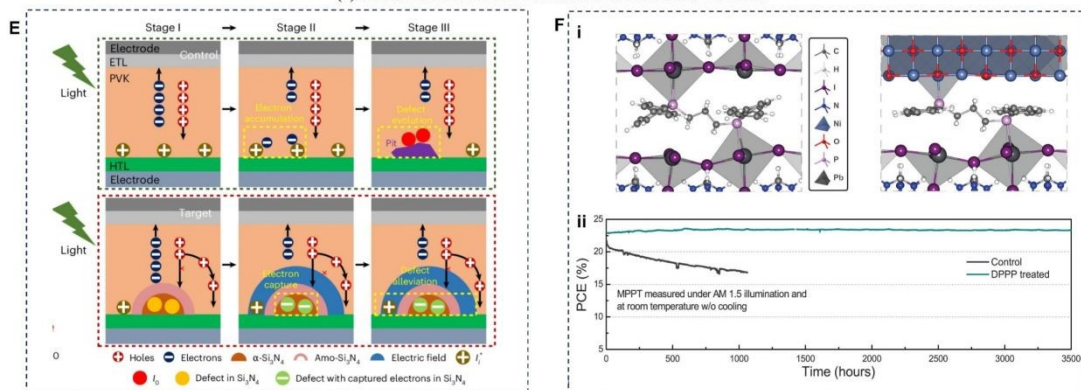 E
Stage I
Stage II
Stage III
Electrode
Control
ETL
PVK
Light
Electron
accumulation
Defect
evolution
Pit
HTL
Electrode
Target
Light
Electron
capture
Defect
alleviation
Holes
Electrons
α-Si3N4
Amo-Si3N4
Electric field
I0
Defect in Si3N4
Defect with captured electrons in Si3N4
F
i
C
H
I
N
Ni
O
P
Pb
ii
25
20
15
10
5
PCE (%)
Control
DPPP treated
MPPT measured under AM 1.5 illumination and
at room temperature w/o cooling
0
500
1000
1500
2000
2500
3000
3500
Time (hours)